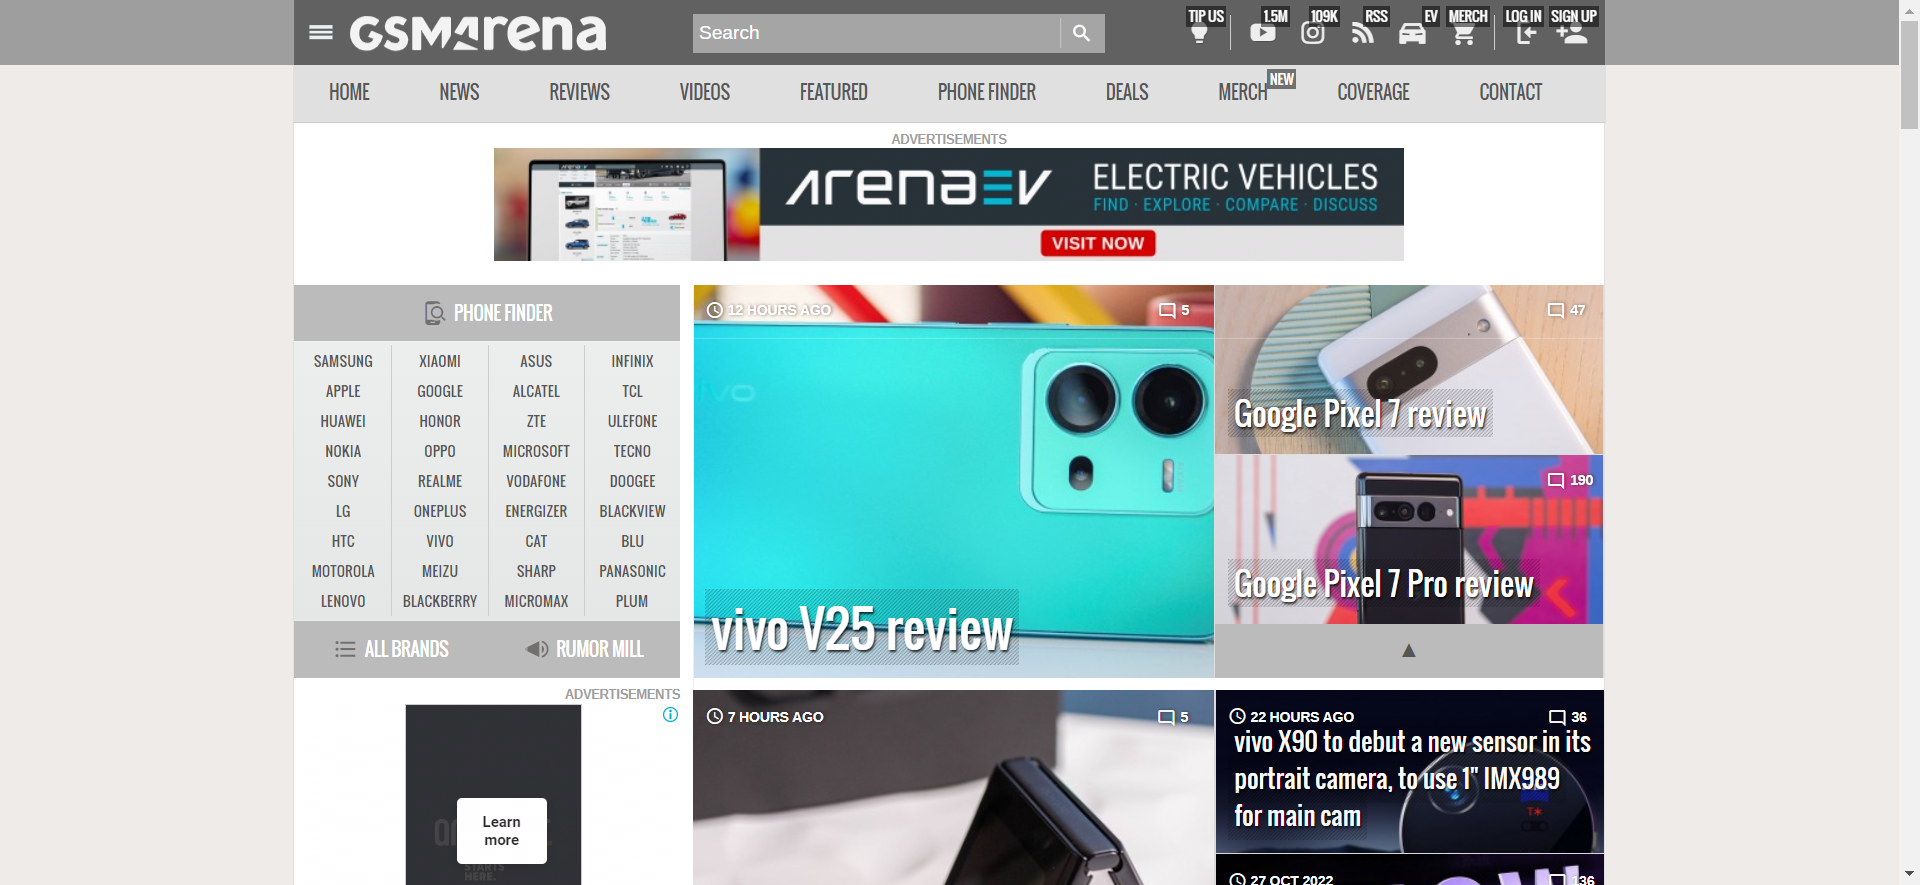 GSMArena
Search
TIP US
1.5M
109K
RSS
EV
MERCH
LOG IN
SIGN UP
HOME
NEWS
REVIEWS
VIDEOS
FEATURED
PHONE FINDER
DEALS
MERCH
NEW
COVERAGE
CONTACT
ADVERTISEMENTS
arenaEV
ELECTRIC VEHICLES
FIND · EXPLORE · COMPARE · DISCUSS
VISIT NOW
PHONE FINDER
SAMSUNG XIAOMI ASUS INFINIX
APPLE GOOGLE ALCATEL TCL
HUAWEI HONOR ZTE ULEFONE
NOKIA OPPO MICROSOFT TECNO
SONY REALME VODAFONE DOOGEE
LG ONEPLUS ENERGIZER BLACKVIEW
HTC VIVO CAT BLU
MOTOROLA MEIZU SHARP PANASONIC
LENOVO BLACKBERRY MICROMAX PLUM
ALL BRANDS
RUMOR MILL
12 HOURS AGO
5
vivo
vivo V25 review
47
Google Pixel 7 review
190
Google Pixel 7 Pro review
▲
ADVERTISEMENTS
Learn
more
STARTS
HERE.
7 HOURS AGO
5
22 HOURS AGO
36
vivo X90 to debut a new sensor in its
portrait camera, to use 1" IMX989
for main cam
27 OCT 2022
136